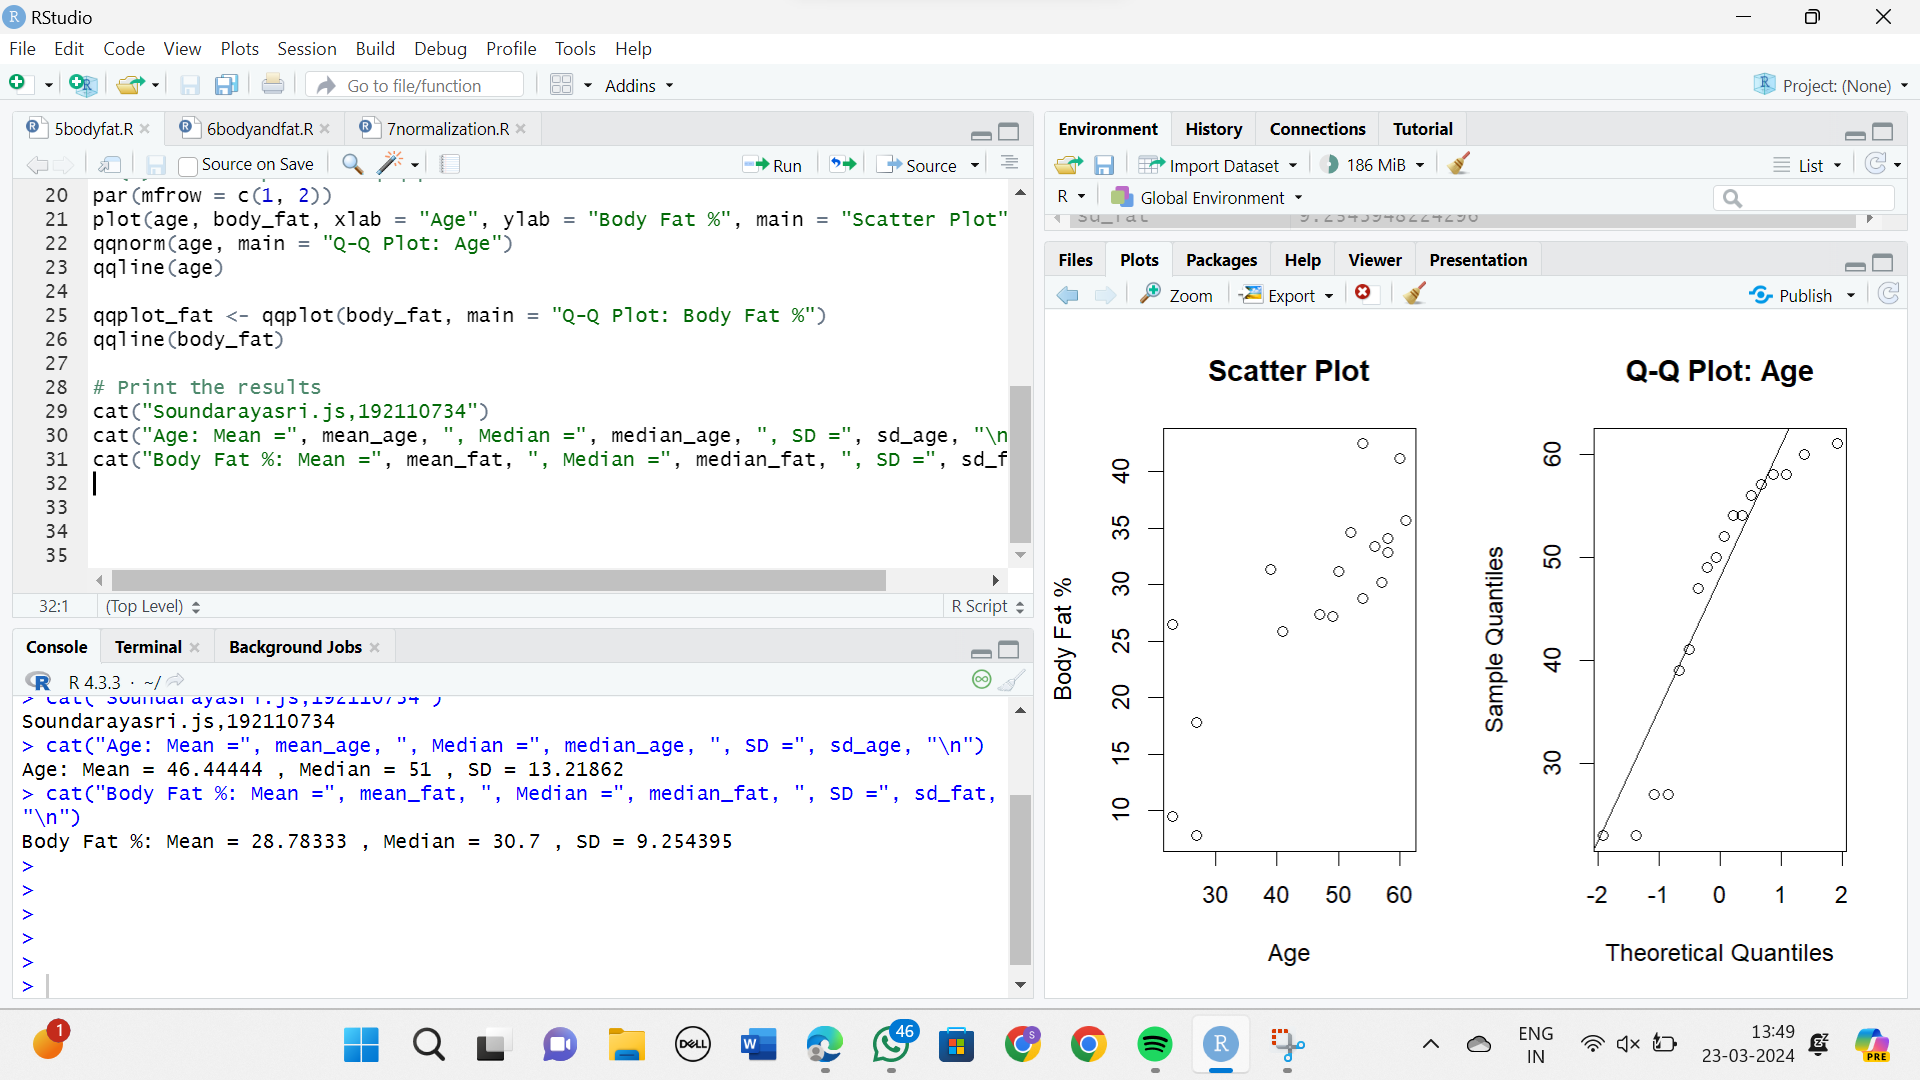 RStudio
File Edit Code View Plots Session Build Debug Profile Tools Help
Go to file/function Addins Project: (None)
5bodyfat.R 6bodyandfat.R 7normalization.R
Source on Save Run Source
20 par(mfrow = c(1, 2))
21 plot(age, body_fat, xlab = "Age", ylab = "Body Fat %", main = "Scatter Plot"
22 qqnorm(age, main = "Q-Q Plot: Age")
23 qqline(age)
24
25 qqplot_fat <- qqplot(body_fat, main = "Q-Q Plot: Body Fat %")
26 qqline(body_fat)
27
28 # Print the results
29 cat("Soundarayasri.js,192110734")
30 cat("Age: Mean =", mean_age, ", Median =", median_age, ", SD =", sd_age, "\n
31 cat("Body Fat %: Mean =", mean_fat, ", Median =", median_fat, ", SD =", sd_f
32
33
34
35
32:1 (Top Level) R Script
Console Terminal Background Jobs
R 4.3.3 · ~/
> cat("Soundarayasri.js,192110734")
Soundarayasri.js,192110734
> cat("Age: Mean =", mean_age, ", Median =", median_age, ", SD =", sd_age, "\n")
Age: Mean = 46.44444 , Median = 51 , SD = 13.21862
> cat("Body Fat %: Mean =", mean_fat, ", Median =", median_fat, ", SD =", sd_fat,
"\n")
Body Fat %: Mean = 28.78333 , Median = 30.7 , SD = 9.254395
>
>
>
>
>
>
Environment History Connections Tutorial
Import Dataset 186 MiB List
R Global Environment
sd_fat 9.2543948224296
Files Plots Packages Help Viewer Presentation
Zoom Export Publish
Scatter Plot
Body Fat %
40
35
30
25
20
15
10
30 40 50 60
Age
Q-Q Plot: Age
Sample Quantiles
60
50
40
30
-2 -1 0 1 2
Theoretical Quantiles
1
DELL
W
46
S
R
ENG
IN
13:49
23-03-2024
PRE